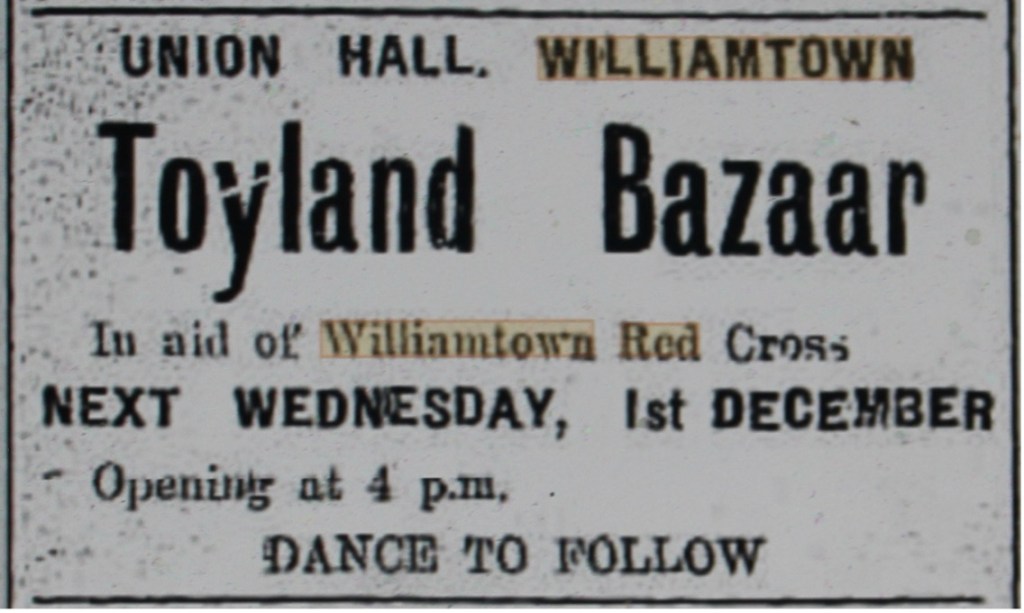 UNION HALL. WILLIAMTOWN
Toyland Bazaar
In aid of Williamtown Red Cross
NEXT WEDNESDAY, 1st DECEMBER
Opening at 4 p.m.
DANCE TO FOLLOW